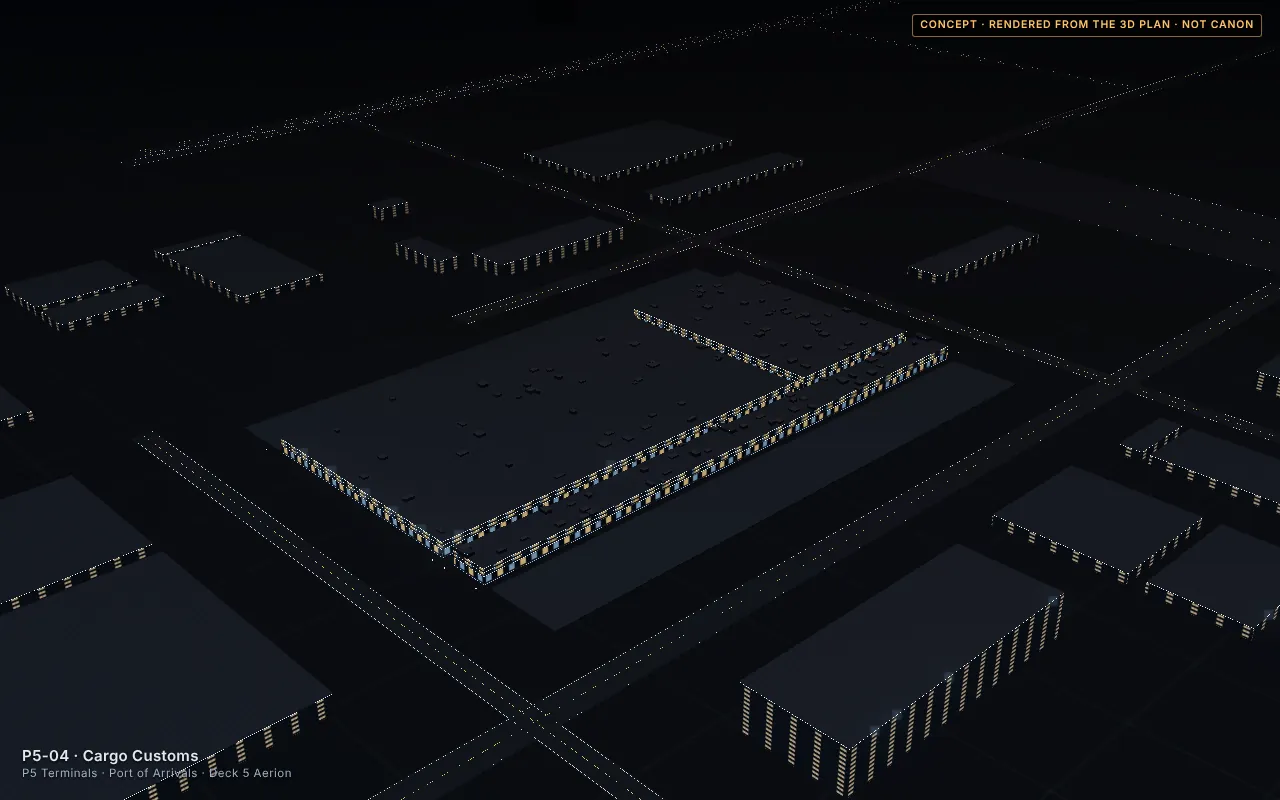 CONCEPT · RENDERED FROM THE 3D PLAN · NOT CANON
P5-04 · Cargo Customs
P5 Terminals · Port of Arrivals · Deck 5 Aerion